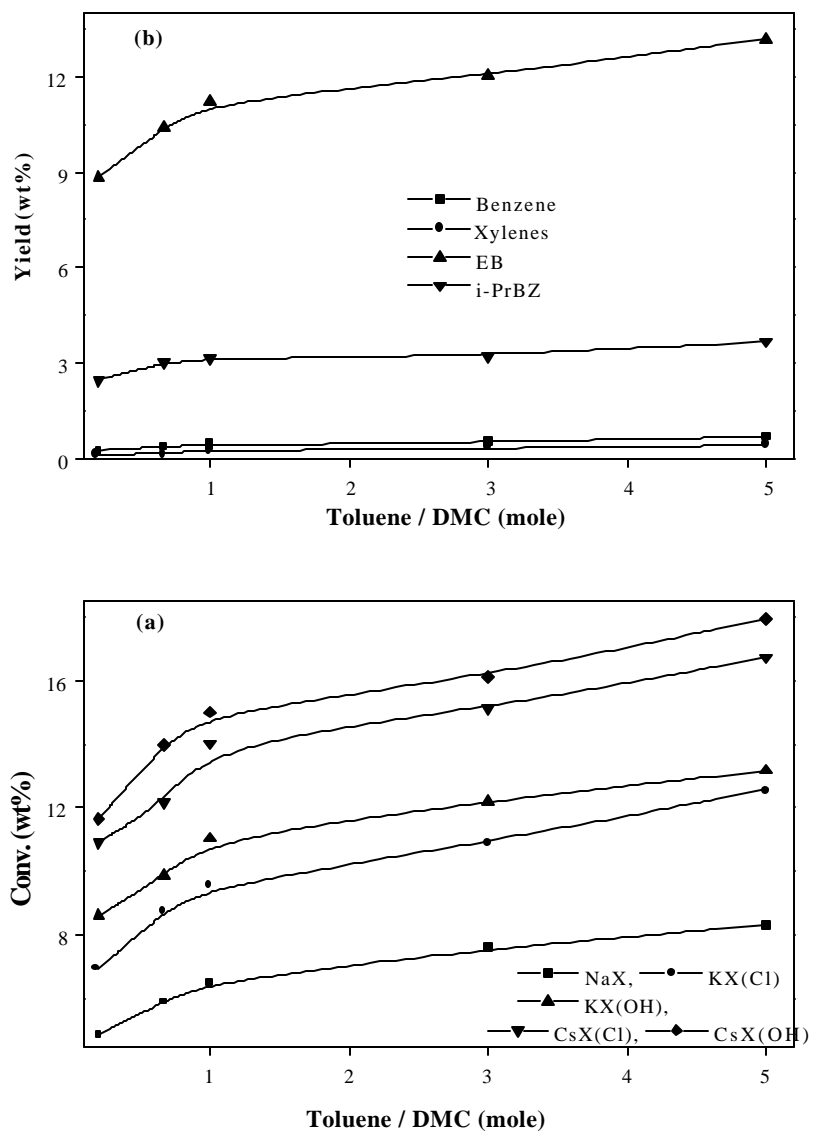 (b)
12
9
6
3
0
Yield (wt%)
Benzene
Xylenes
EB
i-PrBZ
1 2 3 4 5
Toluene / DMC (mole)
(a)
16
12
8
Conv. (wt%)
NaX, KX(Cl)
KX(OH),
CsX(Cl), CsX(OH)
1 2 3 4 5
Toluene / DMC (mole)